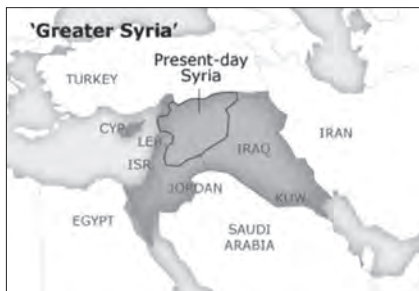 'Greater Syria'
Present-day
Syria
TURKEY
CYP
LEB
ISR
IRAQ
IRAN
JORDAN
KUW
EGYPT
SAUDI
ARABIA